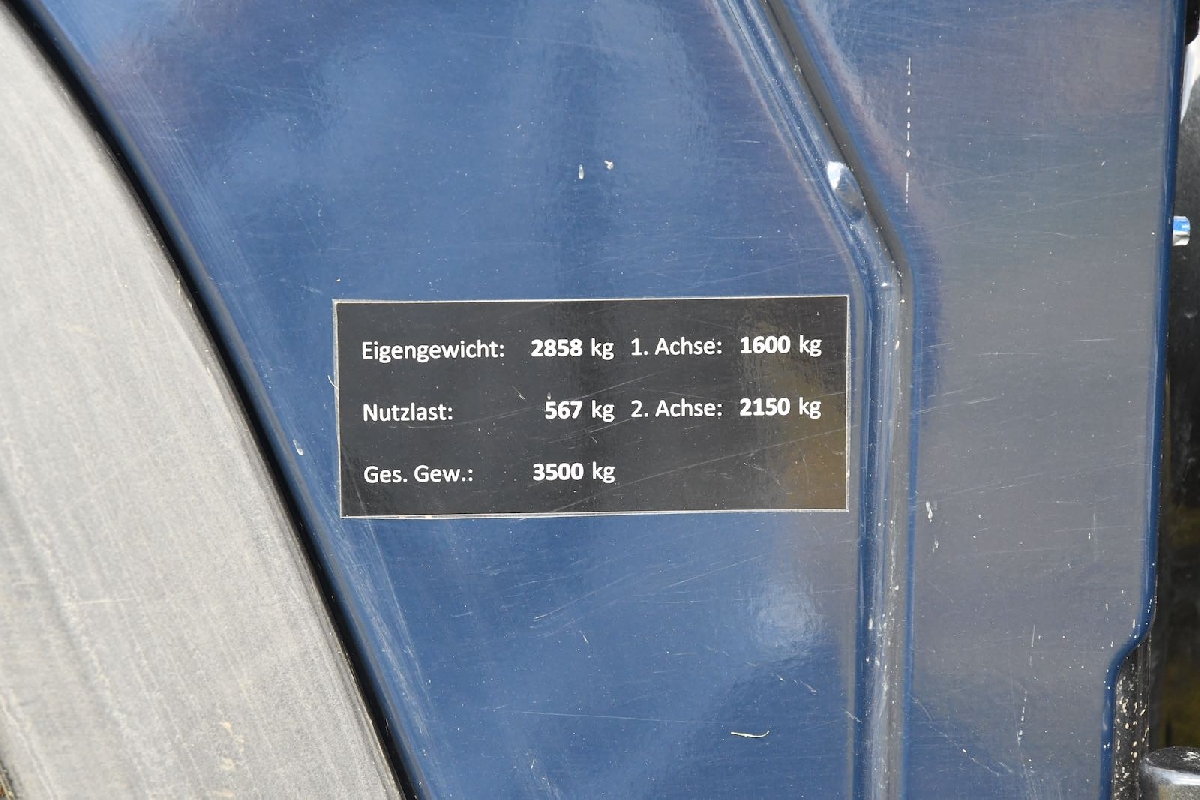 Eigengewicht: 2858 kg 1. Achse: 1600 kg
Nutzlast: 567 kg 2. Achse: 2150 kg
Ges. Gew.: 3500 kg